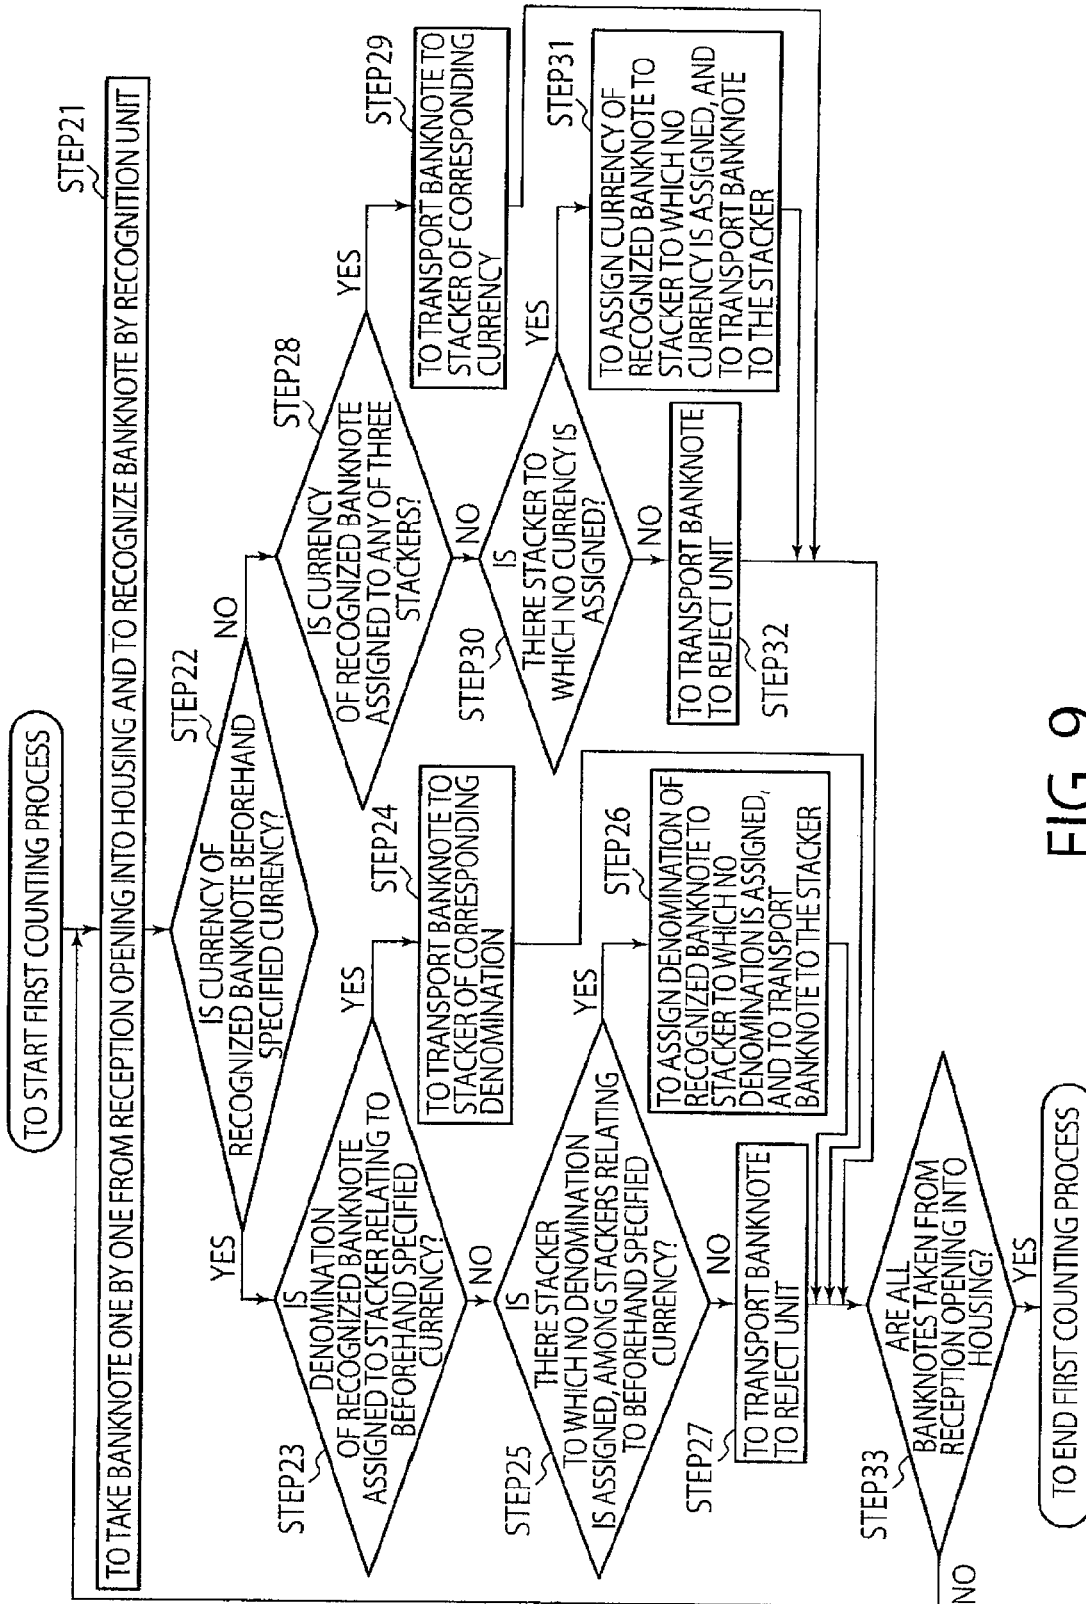 TO START FIRST COUNTING PROCESS
STEP21
TO TAKE BANKNOTE ONE BY ONE FROM RECEPTION OPENING INTO HOUSING AND TO RECOGNIZE BANKNOTE BY RECOGNITION UNIT
STEP22
IS CURRENCY OF
RECOGNIZED BANKNOTE BEFOREHAND
SPECIFIED CURRENCY?
YES
NO
STEP23
IS
DENOMINATION
OF RECOGNIZED BANKNOTE
ASSIGNED TO STACKER RELATING TO
BEFOREHAND SPECIFIED
CURRENCY?
YES
NO
STEP24
TO TRANSPORT BANKNOTE TO
STACKER OF CORRESPONDING
DENOMINATION
STEP25
IS
THERE STACKER
TO WHICH NO DENOMINATION
IS ASSIGNED, AMONG STACKERS RELATING
TO BEFOREHAND SPECIFIED
CURRENCY?
YES
NO
STEP26
TO ASSIGN DENOMINATION OF
RECOGNIZED BANKNOTE TO
STACKER TO WHICH NO
DENOMINATION IS ASSIGNED,
AND TO TRANSPORT
BANKNOTE TO THE STACKER
STEP27
TO TRANSPORT BANKNOTE
TO REJECT UNIT
STEP28
IS CURRENCY
OF RECOGNIZED BANKNOTE
ASSIGNED TO ANY OF THREE
STACKERS?
YES
NO
STEP29
TO TRANSPORT BANKNOTE TO
STACKER OF CORRESPONDING
CURRENCY
STEP30
IS
THERE STACKER TO
WHICH NO CURRENCY IS
ASSIGNED?
YES
NO
STEP31
TO ASSIGN CURRENCY OF
RECOGNIZED BANKNOTE TO
STACKER TO WHICH NO
CURRENCY IS ASSIGNED, AND
TO TRANSPORT BANKNOTE
TO THE STACKER
TO TRANSPORT BANKNOTE
TO REJECT UNIT
STEP32
STEP33
ARE ALL
BANKNOTES TAKEN FROM
RECEPTION OPENING INTO
HOUSING?
NO
YES
TO END FIRST COUNTING PROCESS
FIG. 9